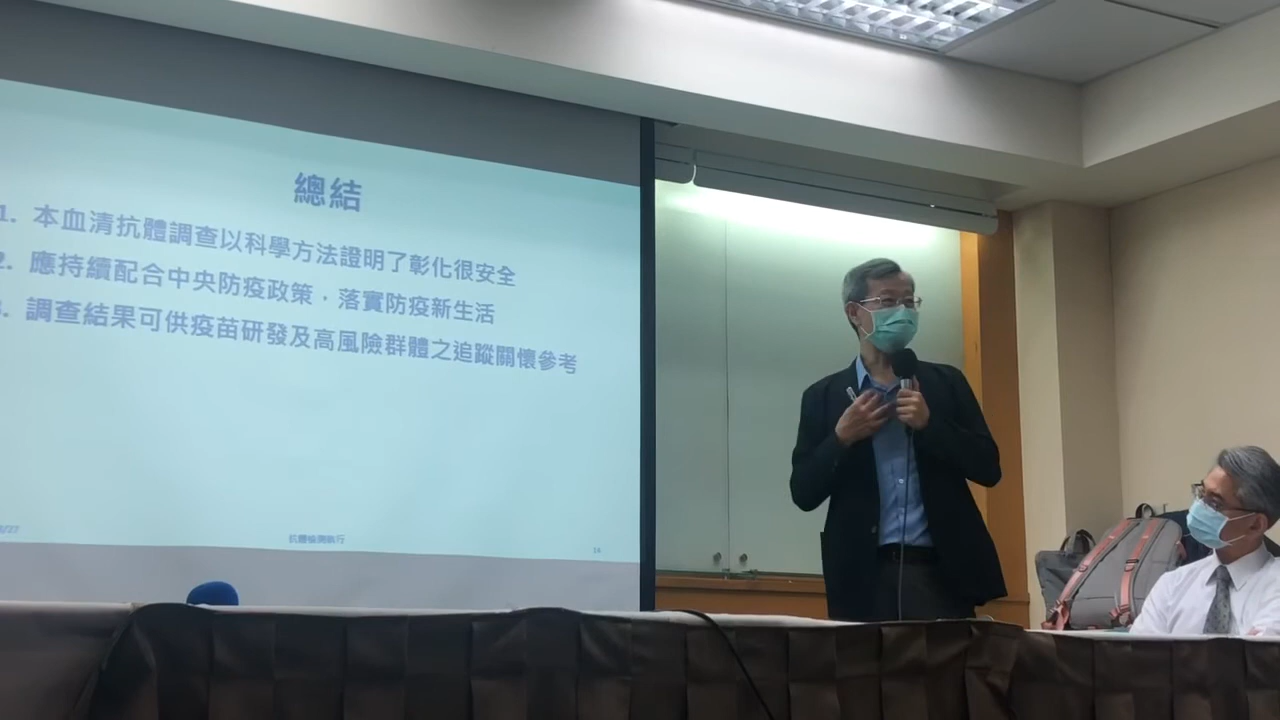 總結
1. 本血清抗體調查以科學方法證明了彰化很安全
2. 應持續配合中央防疫政策，落實防疫新生活
3. 調查結果可供疫苗研發及高風險群體之追蹤關懷參考
/27
抗體檢測執行
14